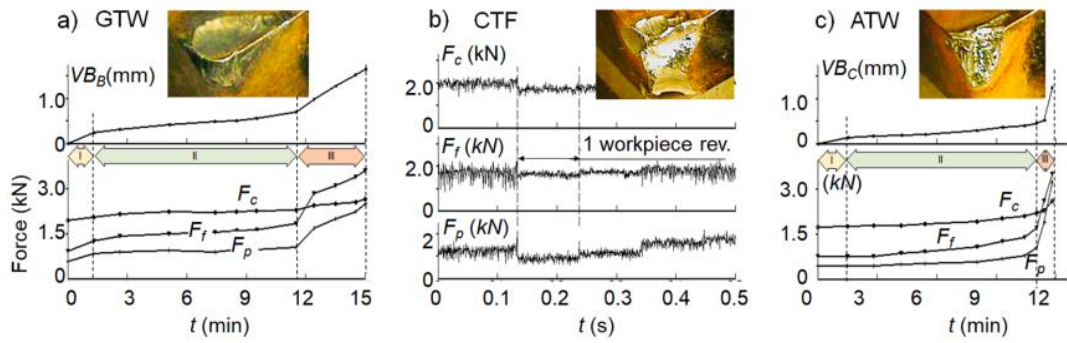 a) GTW
VB_B(mm)
1.0
0
I
II
III
Force (kN)
3.0
1.5
0
F_c
F_f
F_p
0 3 6 9 12 15
t (min)
b) CTF
F_c (kN)
2.0
0
F_f (kN)
2.0
0
1 workpiece rev.
F_p (kN)
2
0
0 0.1 0.2 0.3 0.4 0.5
t (s)
c) ATW
VB_C(mm)
1.0
0
I
II
III
(kN)
3.0
1.5
0
F_c
F_f
F_p
0 3 6 9 12
t (min)